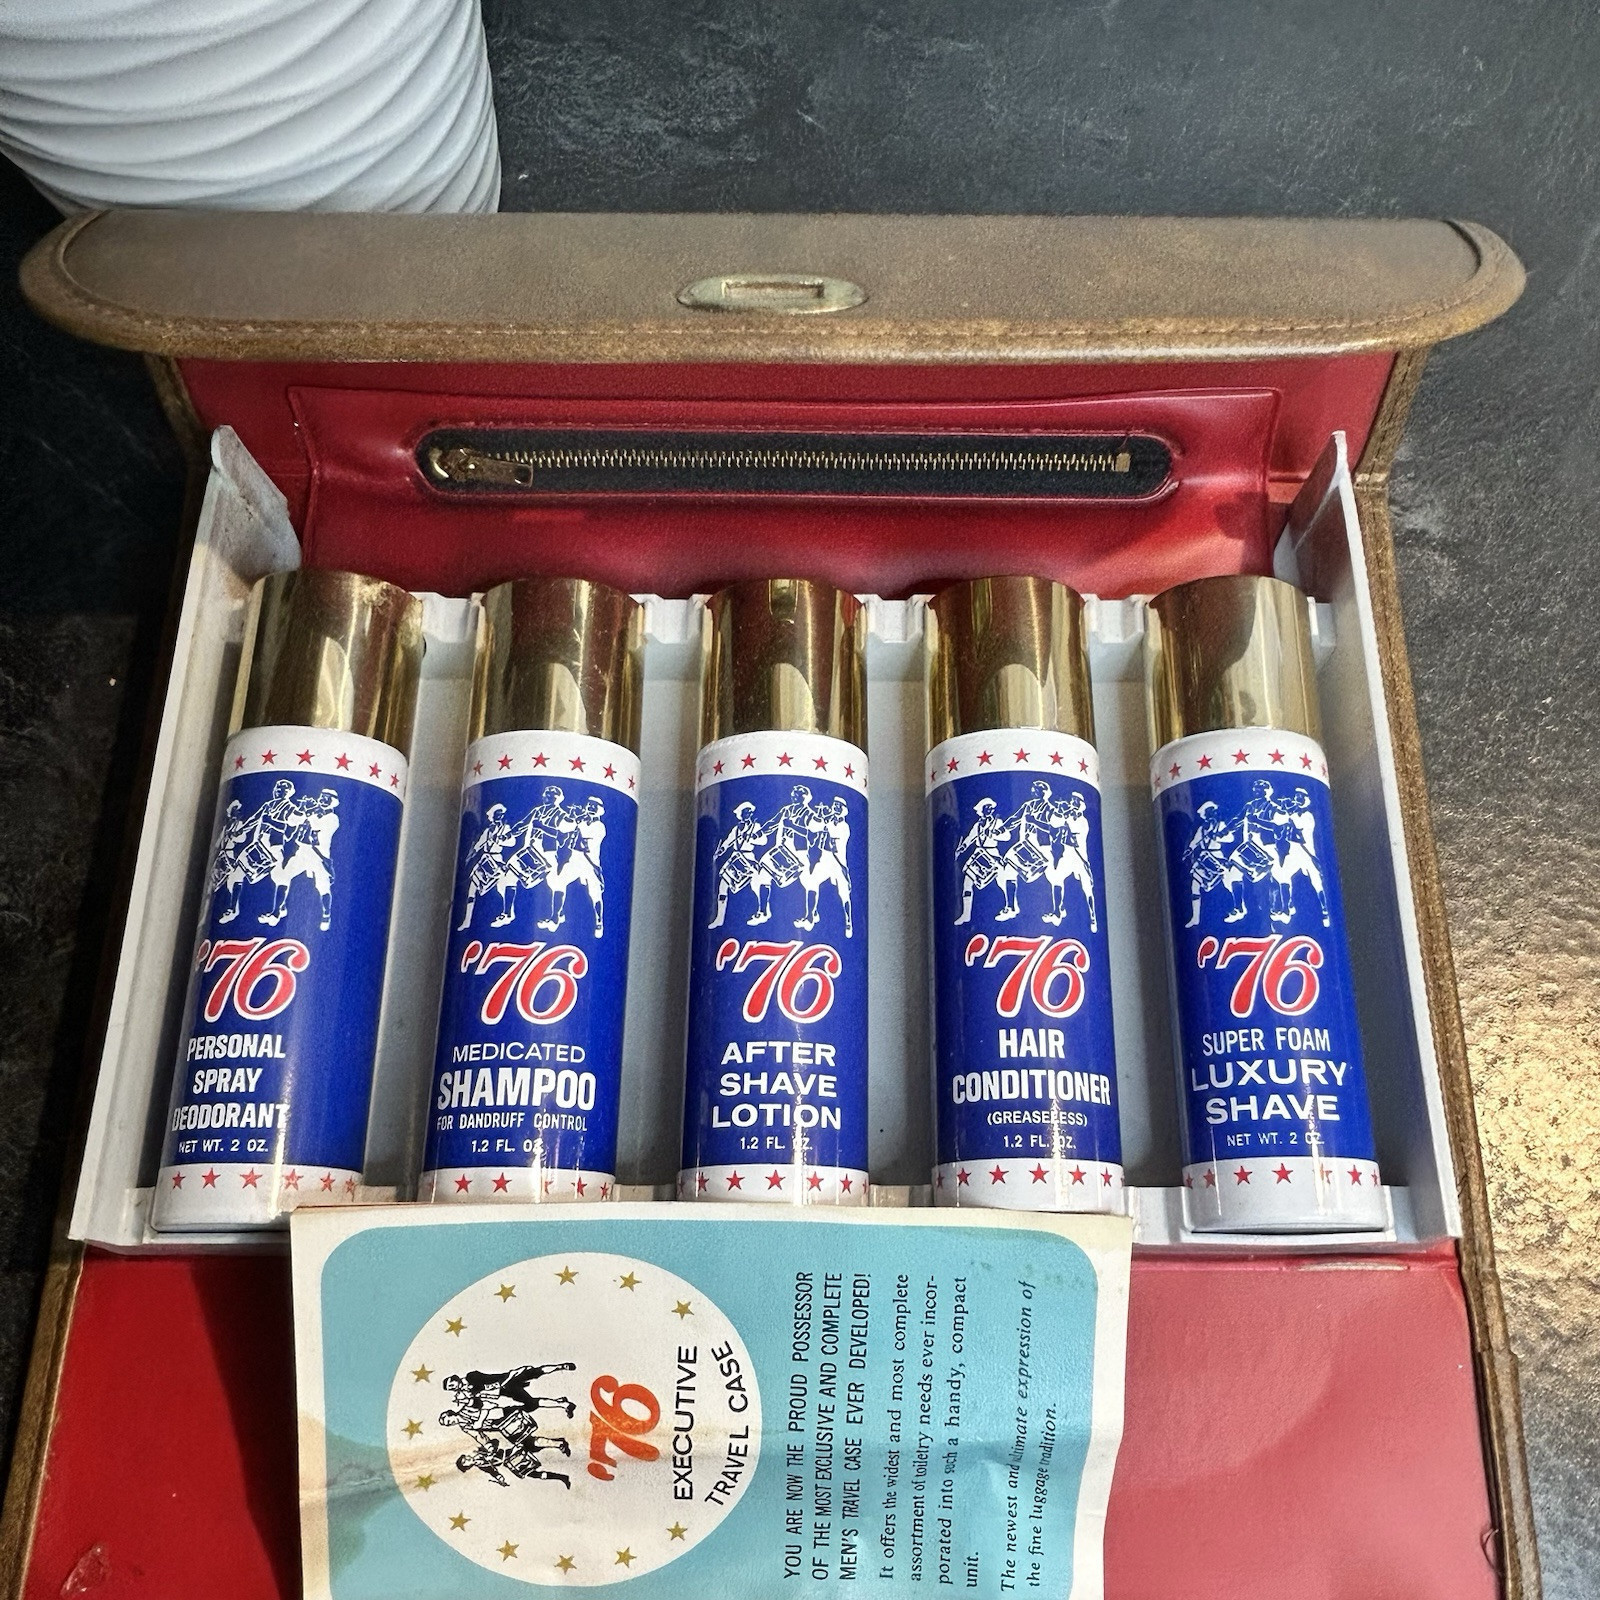 '76
PERSONAL
SPRAY
DEODORANT
NET WT. 2 OZ.
'76
MEDICATED
SHAMPOO
FOR DANDRUFF CONTROL
1.2 FL. OZ.
'76
AFTER
SHAVE
LOTION
1.2 FL. OZ.
'76
HAIR
CONDITIONER
(GREASELESS)
1.2 FL. OZ.
'76
SUPER FOAM
LUXURY
SHAVE
NET WT. 2 OZ.
'76
EXECUTIVE
TRAVEL CASE
YOU ARE NOW THE PROUD POSSESSOR
OF THE MOST EXCLUSIVE AND COMPLETE
MEN'S TRAVEL CASE EVER DEVELOPED!
It offers the widest and most complete
assortment of toiletry needs ever incor-
porated into such a handy, compact
unit.
The newest and ultimate expression of
the fine luggage tradition.